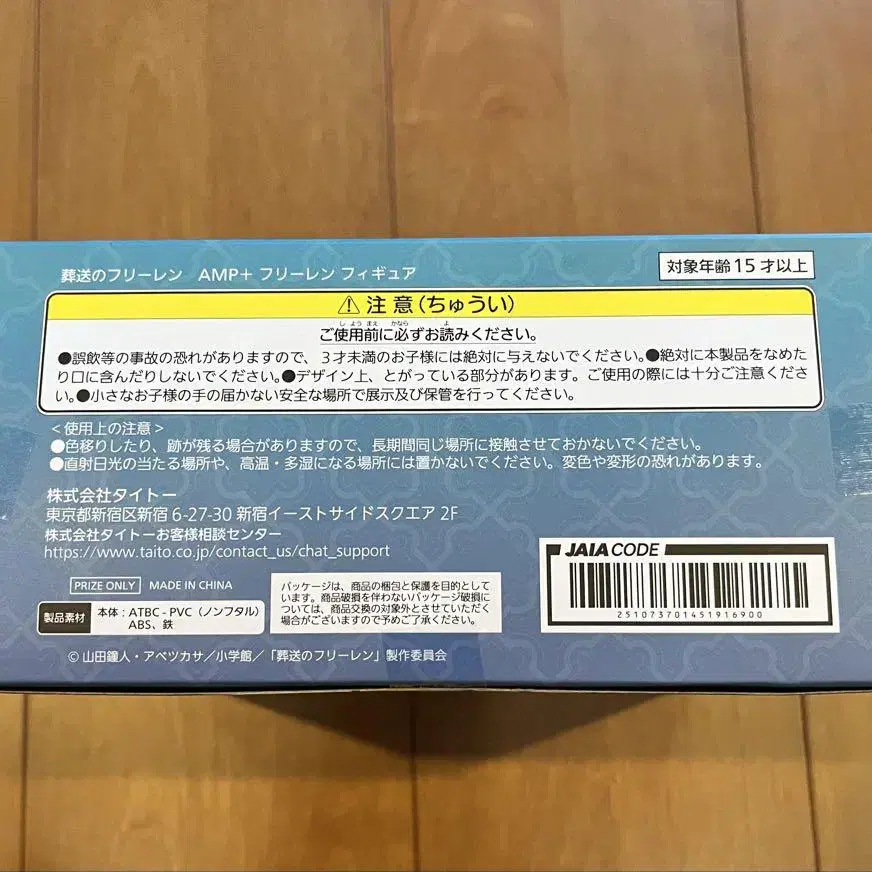 葬送のフリーレン　AMP+ フリーレン フィギュア
対象年齢15才以上
⚠注意(ちゅうい)
ご使用前に必ずお読みください。
●誤飲等の事故の恐れがありますので、3才未満のお子様には絶対に与えないでください。●絶対に本製品をなめた
り口に含んだりしないでください。●デザイン上、とがっている部分があります。ご使用の際には十分ご注意くださ
い。●小さなお子様の手の届かない安全な場所で展示及び保管を行ってください。
<使用上の注意>
●色移りしたり、跡が残る場合がありますので、長期間同じ場所に接触させておかないでください。
●直射日光の当たる場所や、高温・多湿になる場所には置かないでください。変色や変形の恐れがあります。
株式会社タイトー
東京都新宿区新宿 6-27-30 新宿イーストサイドスクエア 2F
株式会社タイトーお客様相談センター
https://www.taito.co.jp/contact_us/chat_support
PRIZE ONLY MADE IN CHINA
製品素材 本体：ATBC-PVC（ノンフタル）
ABS、鉄
パッケージは、商品の梱包と保護を目的として
います。商品破損を伴わないパッケージ破損に
ついては、商品交換の対象外とさせていただく
場合がございますので予めご了承ください。
JAIA CODE
251073701451916900
© 山田鐘人・アベツカサ／小学館／「葬送のフリーレン」製作委員会